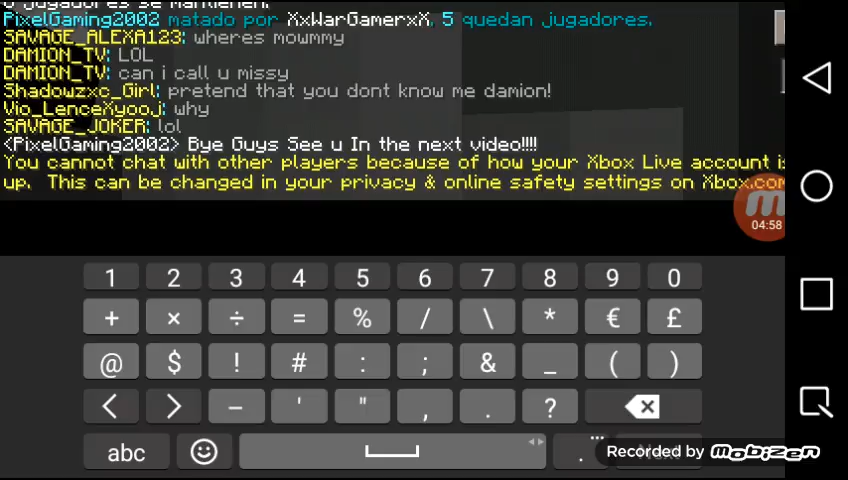 o jugadores se mantienen.
PixelGaming2002 matado por XxWarGamerxX, 5 quedan jugadores.
SAVAGE_ALEXA123: wheres mowmmy
DAMION_TV: LOL
DAMION_TV: can i call u missy
Shadowzxc_Girl: pretend that you dont know me damion!
Vio_LenceXyooj: why
SAVAGE_JOKER: lol
<PixelGaming2002> Bye Guys See u In the next video!!!!
You cannot chat with other players because of how your Xbox Live account is
up. This can be changed in your privacy & online safety settings on Xbox.com
04:58
1 2 3 4 5 6 7 8 9 0
+ × ÷ = % / \ * € £
@ $ ! # : ; & _ ( )
< > - ' " , . ?
abc .
Recorded by mobizen